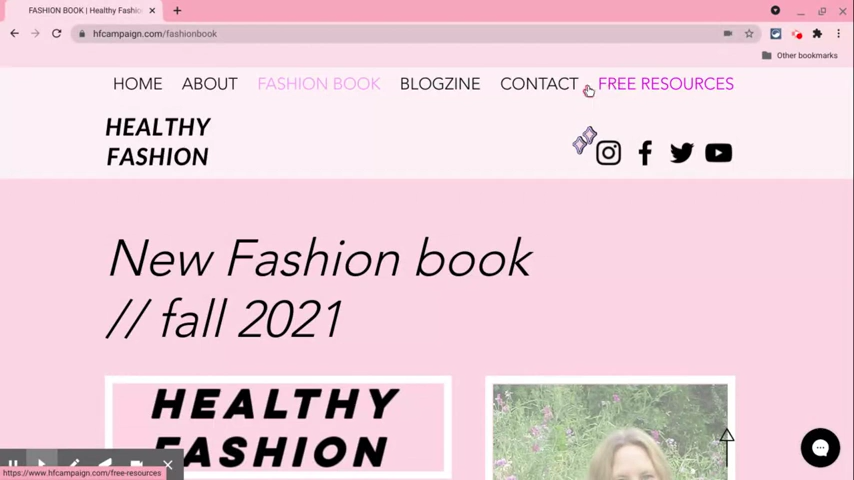 FASHION BOOK | Healthy Fashio
hfcampaign.com/fashionbook
Other bookmarks
HOME ABOUT FASHION BOOK BLOGZINE CONTACT FREE RESOURCES
HEALTHY
FASHION
New Fashion book
// fall 2021
HEALTHY
FASHION
https://www.hfcampaign.com/free-resources